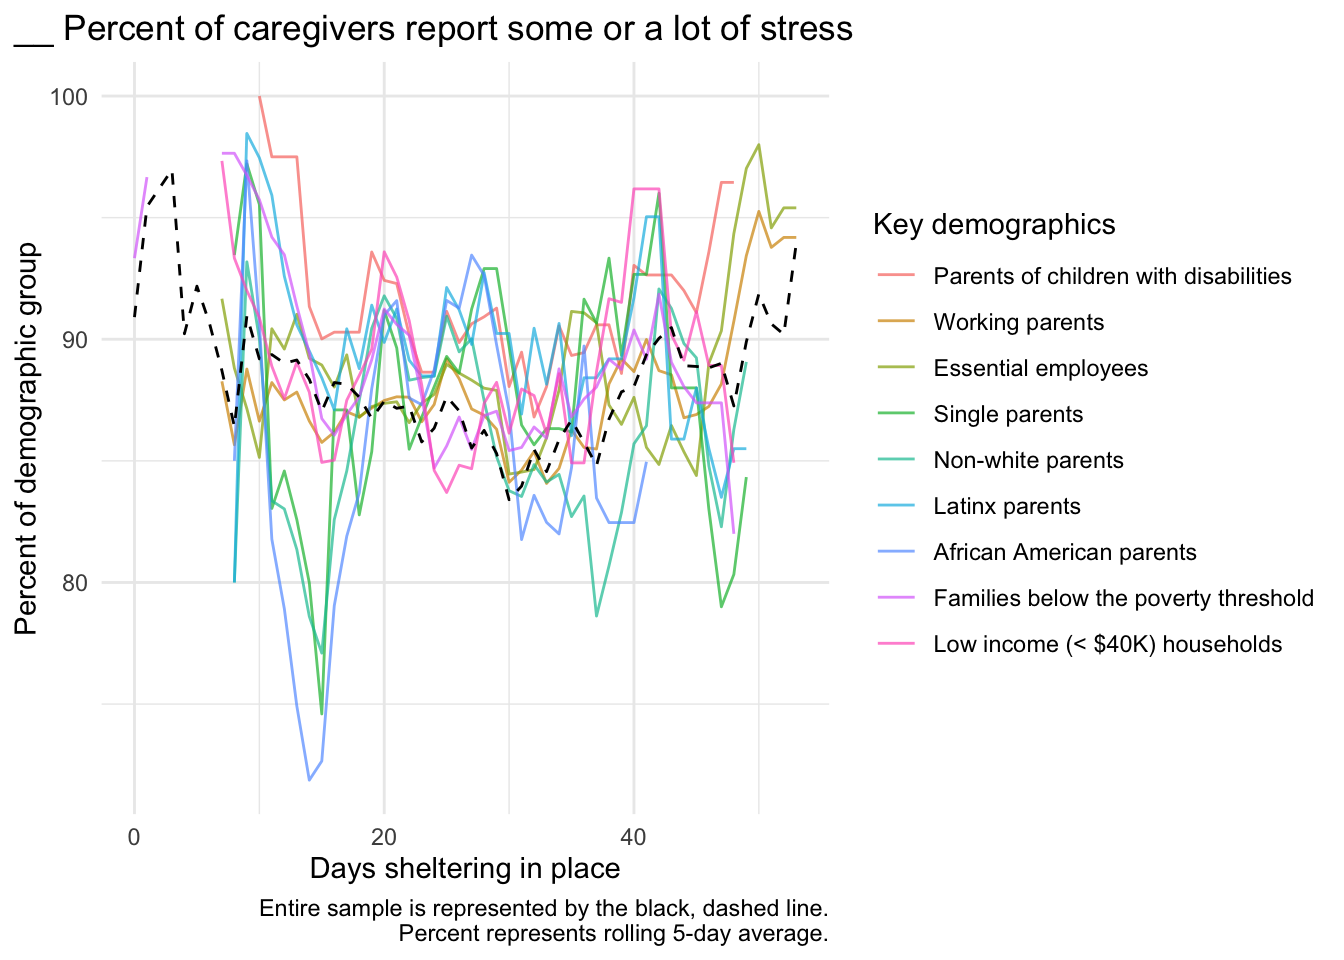 __ Percent of caregivers report some or a lot of stress
Percent of demographic group
100
90
80
0
20
40
Days sheltering in place
Key demographics
Parents of children with disabilities
Working parents
Essential employees
Single parents
Non-white parents
Latinx parents
African American parents
Families below the poverty threshold
Low income (< $40K) households
Entire sample is represented by the black, dashed line.
Percent represents rolling 5-day average.